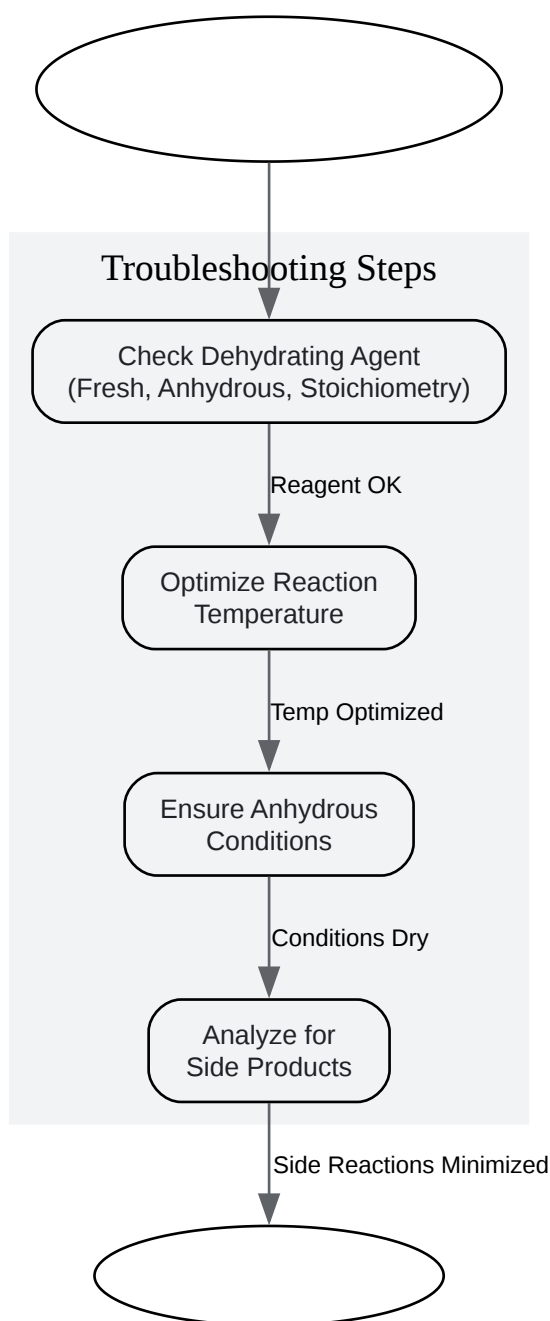 Troubleshooting Steps
Check Dehydrating Agent
(Fresh, Anhydrous, Stoichiometry)
Reagent OK
Optimize Reaction
Temperature
Temp Optimized
Ensure Anhydrous
Conditions
Conditions Dry
Analyze for
Side Products
Side Reactions Minimized